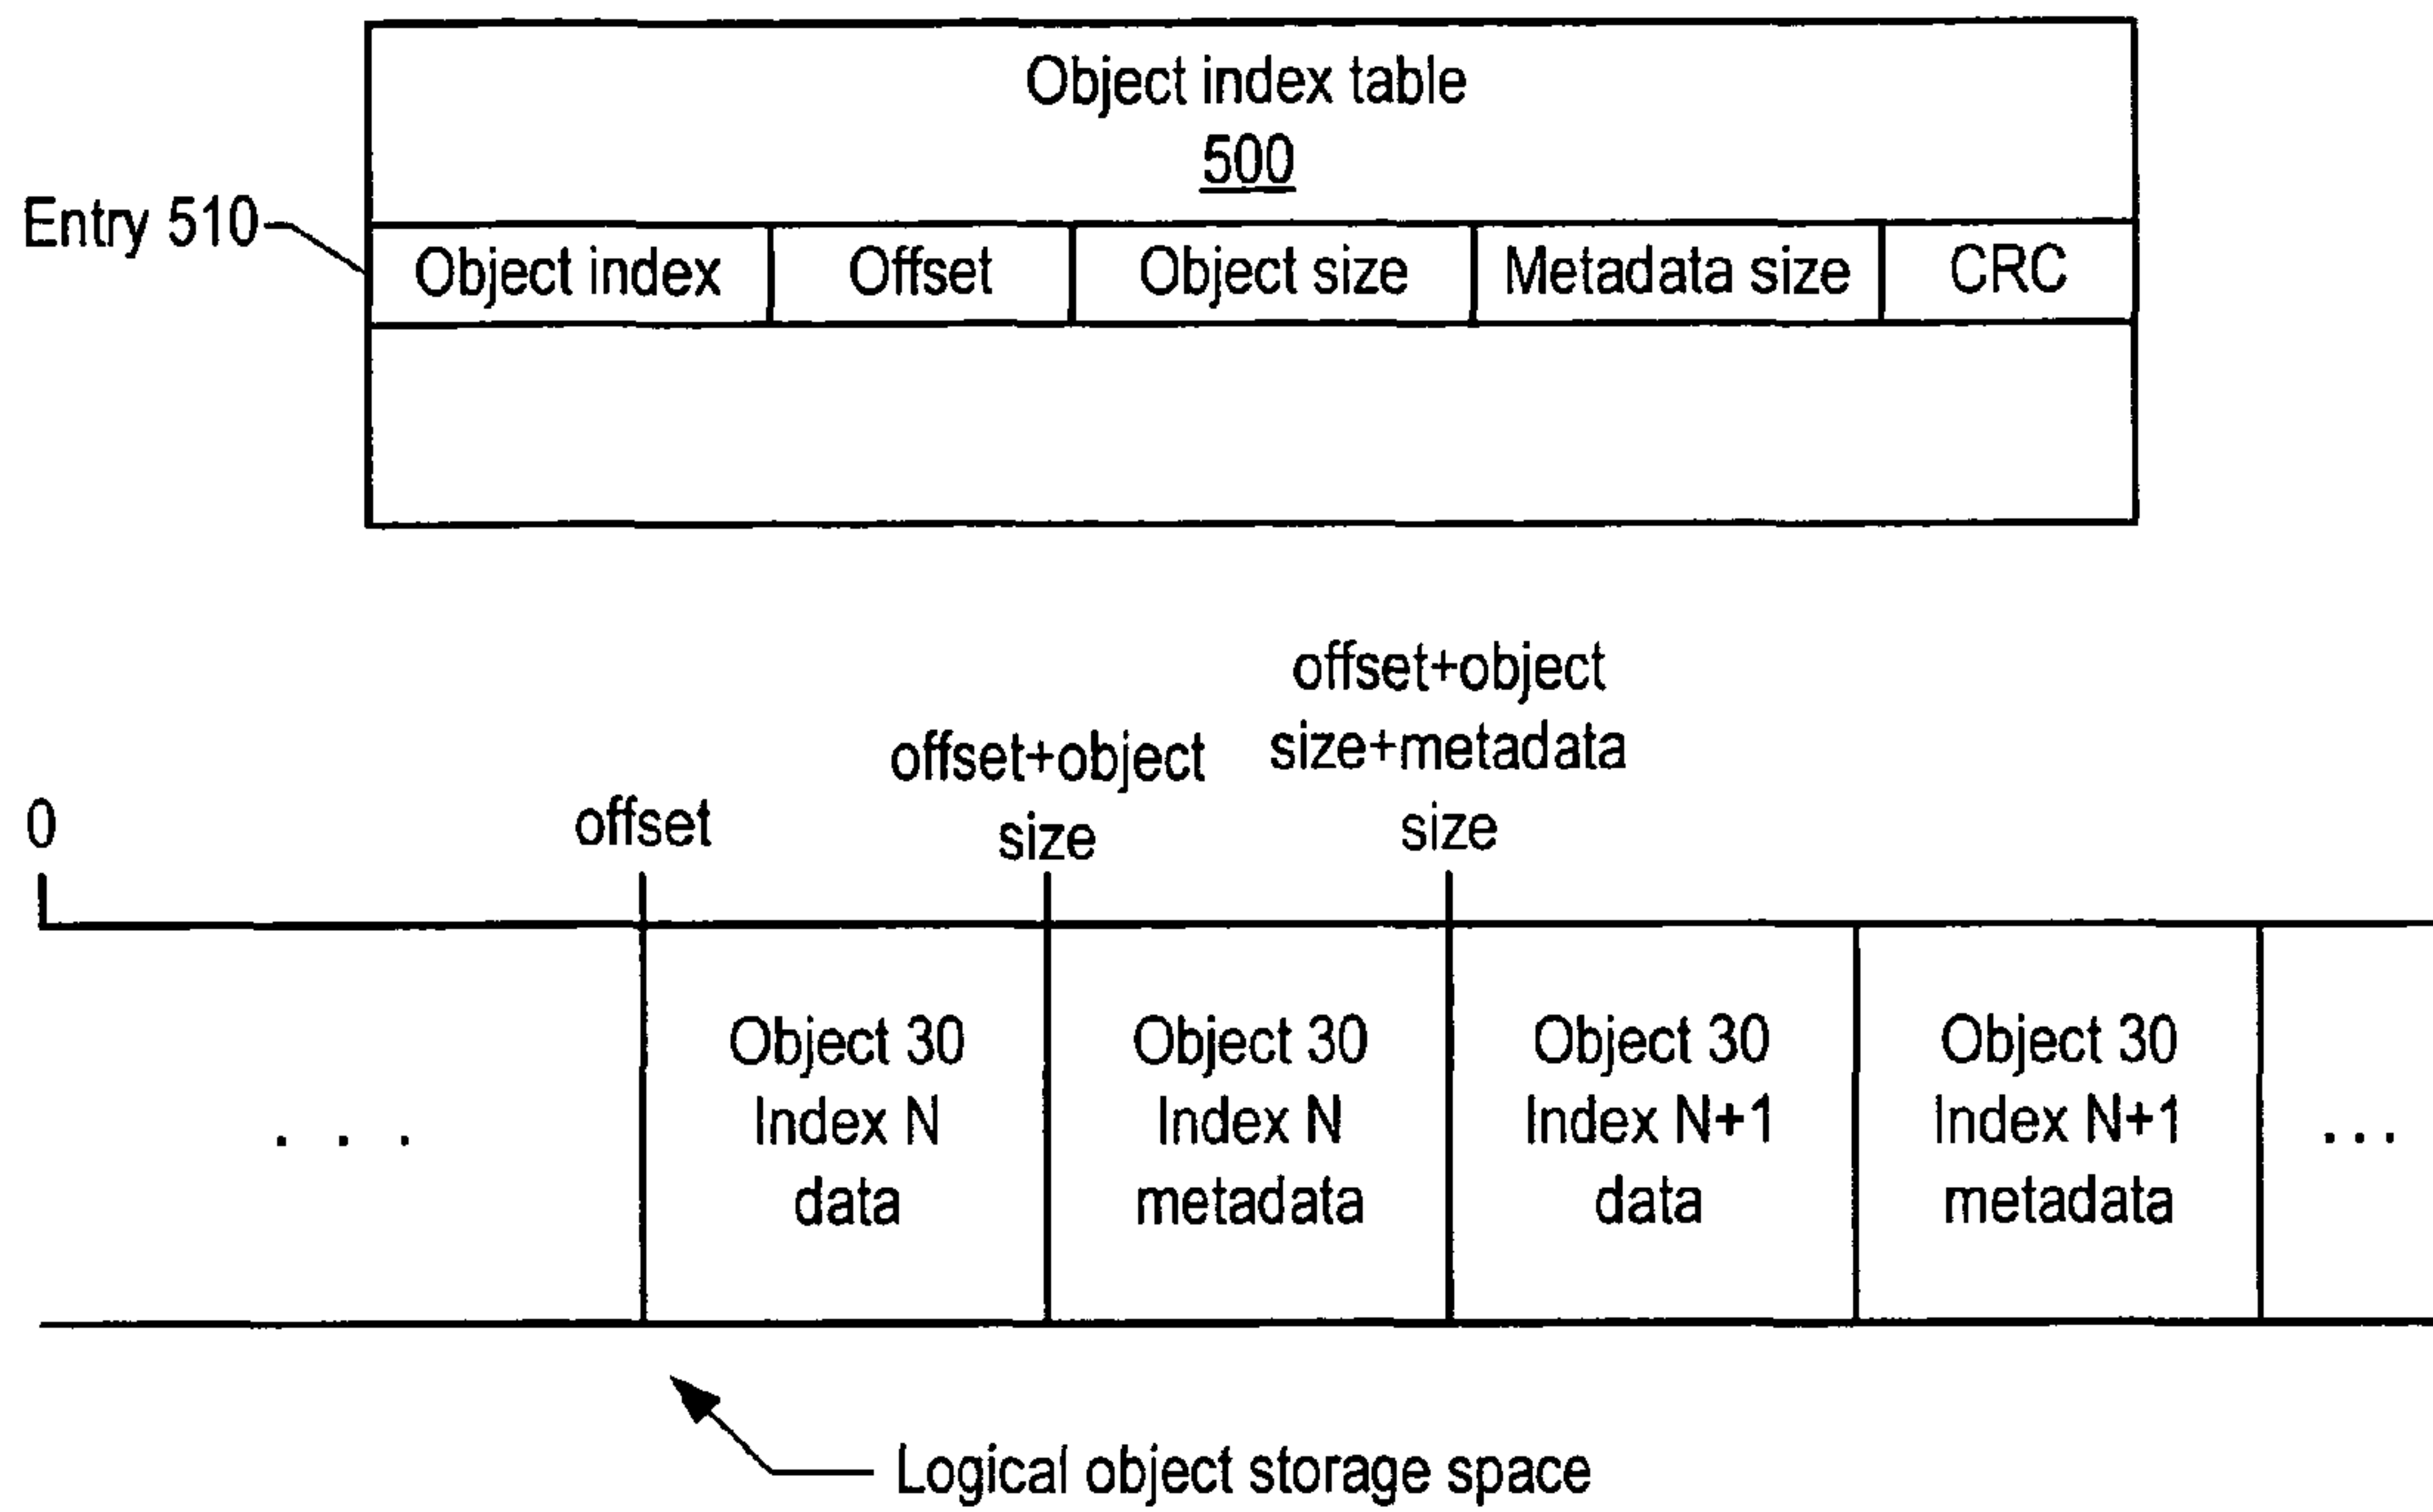 Object index table
500
Entry 510
Object index Offset Object size Metadata size CRC
offset+object
size+metadata
size
offset+object
size
offset
0
. . .
Object 30
Index N
data
Object 30
Index N
metadata
Object 30
Index N+1
data
Object 30
Index N+1
metadata
...
Logical object storage space